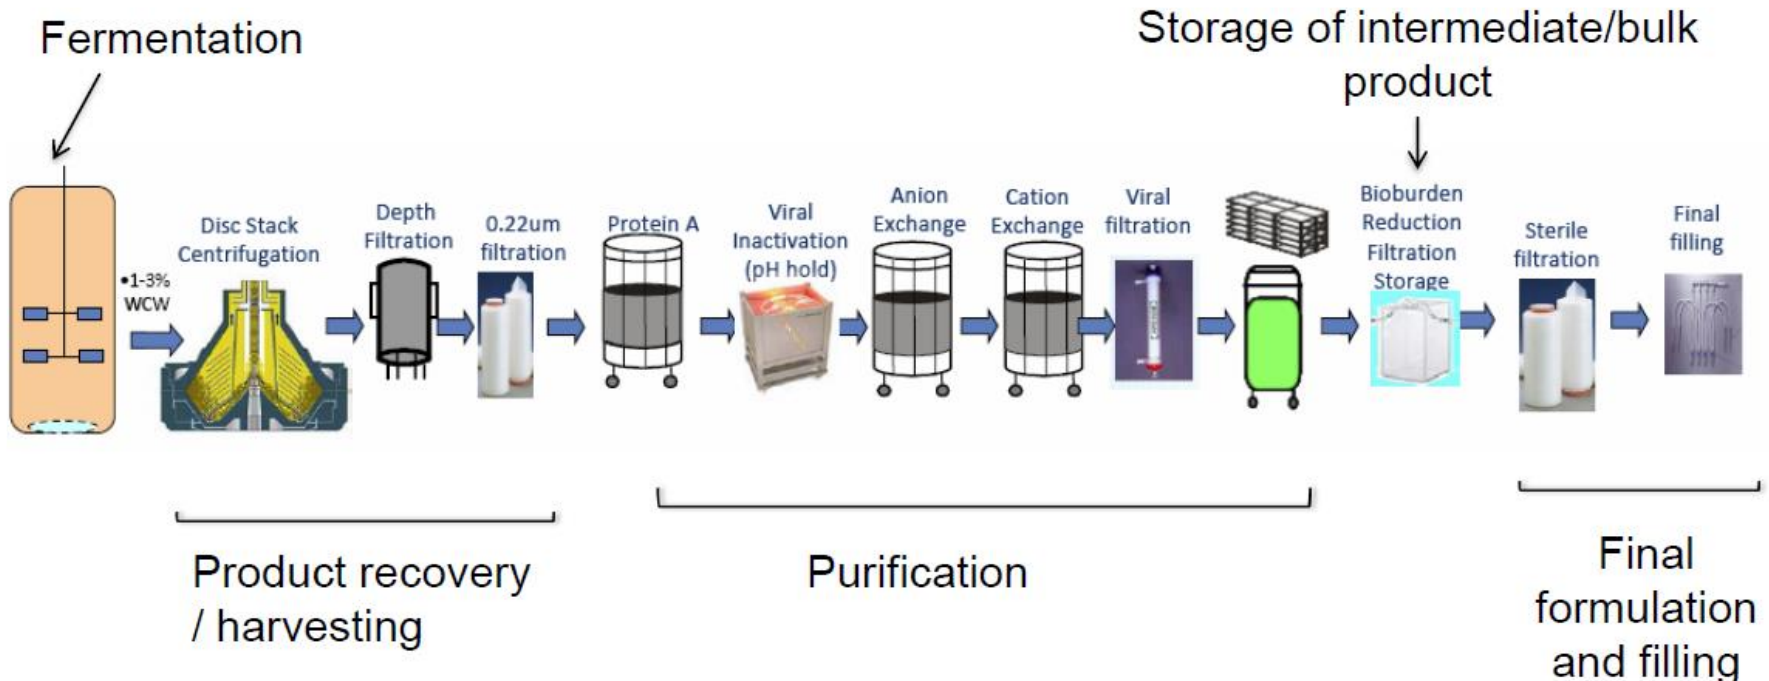 Fermentation
Storage of intermediate/bulk
product
•1-3%
WCW
Disc Stack
Centrifugation
Depth
Filtration
0.22um
filtration
Protein A
Viral
Inactivation
(pH hold)
Anion
Exchange
Cation
Exchange
Viral
filtration
Bioburden
Reduction
Filtration
Storage
Sterile
filtration
Final
filling
Product recovery
/ harvesting
Purification
Final
formulation
and filling